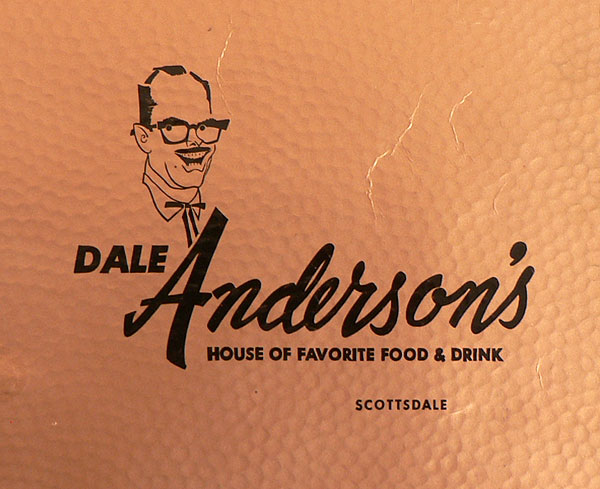 DALE Anderson's
HOUSE OF FAVORITE FOOD & DRINK
SCOTTSDALE